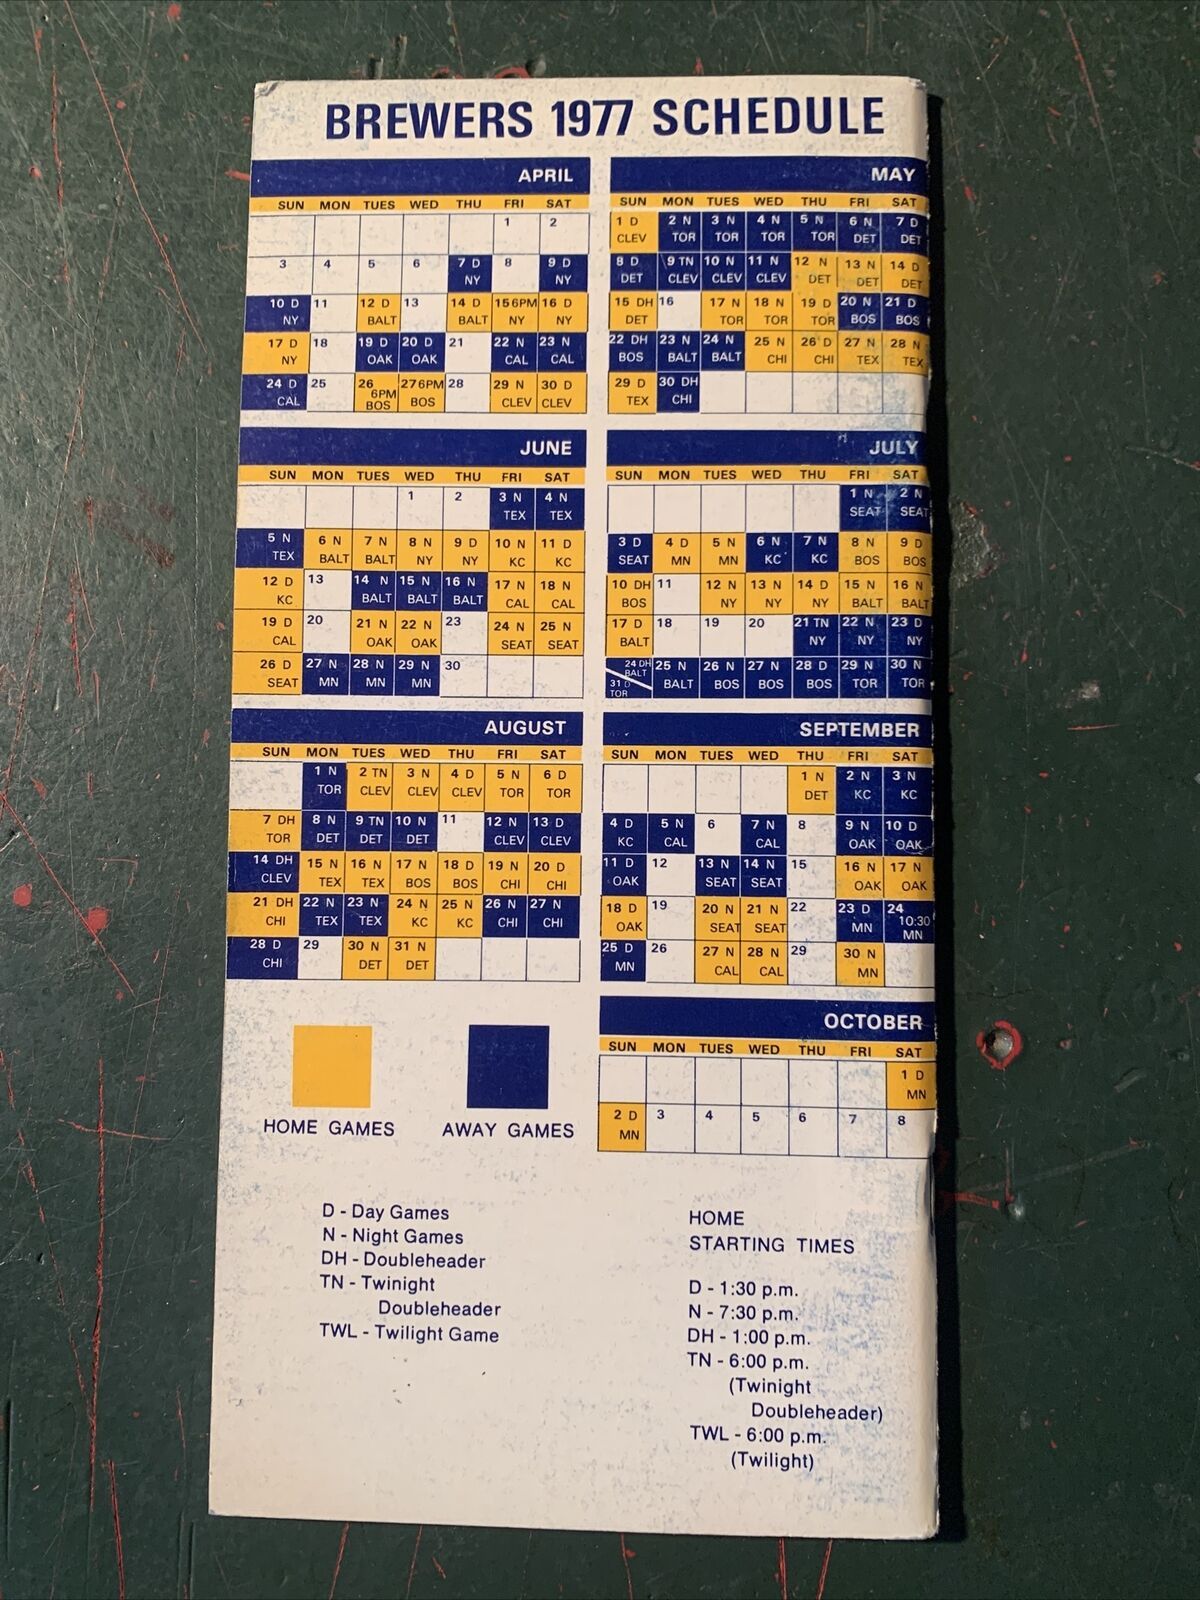 BREWERS 1977 SCHEDULE
APRIL
SUN MON TUES WED THU FRI SAT
1 2
3 4 5 6 7 D 8 9 D
NY NY
10 D 11 12 D 13 14 D 15 6PM 16 D
NY BALT BALT NY NY
17 D 18 19 D 20 D 21 22 N 23 N
NY OAK OAK CAL CAL
24 D 25 26 27 6PM 28 29 N 30 D
6PM
CAL BOS BOS CLEV CLEV
MAY
SUN MON TUES WED THU FRI SAT
1 D 2 N 3 N 4 N 5 N 6 N 7 D
CLEV TOR TOR TOR TOR DET DET
8 D 9 TN 10 N 11 N 12 N 13 N 14 D
DET CLEV CLEV CLEV DET DET DET
15 DH 16 17 N 18 N 19 D 20 N 21 D
DET TOR TOR TOR BOS BOS
22 DH 23 N 24 N 25 N 26 D 27 N 28 N
BOS BALT BALT CHI CHI TEX TEX
29 D 30 DH
TEX CHI
JUNE
SUN MON TUES WED THU FRI SAT
1 2 3 N 4 N
TEX TEX
5 N 6 N 7 N 8 N 9 D 10 N 11 D
TEX BALT BALT NY NY KC KC
12 D 13 14 N 15 N 16 N 17 N 18 N
KC BALT BALT BALT CAL CAL
19 D 20 21 N 22 N 23 24 N 25 N
CAL OAK OAK SEAT SEAT
26 D 27 N 28 N 29 N 30
SEAT MN MN MN
JULY
SUN MON TUES WED THU FRI SAT
1 N 2 N
SEAT SEAT
3 D 4 D 5 N 6 N 7 N 8 N 9 D
SEAT MN MN KC KC BOS BOS
10 DH 11 12 N 13 N 14 D 15 N 16 N
BOS NY NY NY BALT BALT
17 D 18 19 20 21 TN 22 N 23 D
BALT NY NY NY
24 DH 25 N 26 N 27 N 28 D 29 N 30 N
BALT BALT BOS BOS BOS TOR TOR
31 D
TOR
AUGUST
SUN MON TUES WED THU FRI SAT
1 N 2 TN 3 N 4 D 5 N 6 D
TOR CLEV CLEV CLEV TOR TOR
7 DH 8 N 9 TN 10 N 11 12 N 13 D
TOR DET DET DET CLEV CLEV
14 DH 15 N 16 N 17 N 18 D 19 N 20 D
CLEV TEX TEX BOS BOS CHI CHI
21 DH 22 N 23 N 24 N 25 N 26 N 27 N
CHI TEX TEX KC KC CHI CHI
28 D 29 30 N 31 N
CHI DET DET
SEPTEMBER
SUN MON TUES WED THU FRI SAT
1 N 2 N 3 N
DET KC KC
4 D 5 N 6 7 N 8 9 N 10 D
KC CAL CAL OAK OAK
11 D 12 13 N 14 N 15 16 N 17 N
OAK SEAT SEAT OAK OAK
18 D 19 20 N 21 N 22 23 D 24
10:30
OAK SEAT SEAT MN MN
25 D 26 27 N 28 N 29 30 N
MN CAL CAL MN
OCTOBER
SUN MON TUES WED THU FRI SAT
1 D
MN
2 D 3 4 5 6 7 8
MN
HOME GAMES
AWAY GAMES
D - Day Games
N - Night Games
DH - Doubleheader
TN - Twinight
Doubleheader
TWL - Twilight Game
HOME
STARTING TIMES
D - 1:30 p.m.
N - 7:30 p.m.
DH - 1:00 p.m.
TN - 6:00 p.m.
(Twinight
Doubleheader)
TWL - 6:00 p.m.
(Twilight)